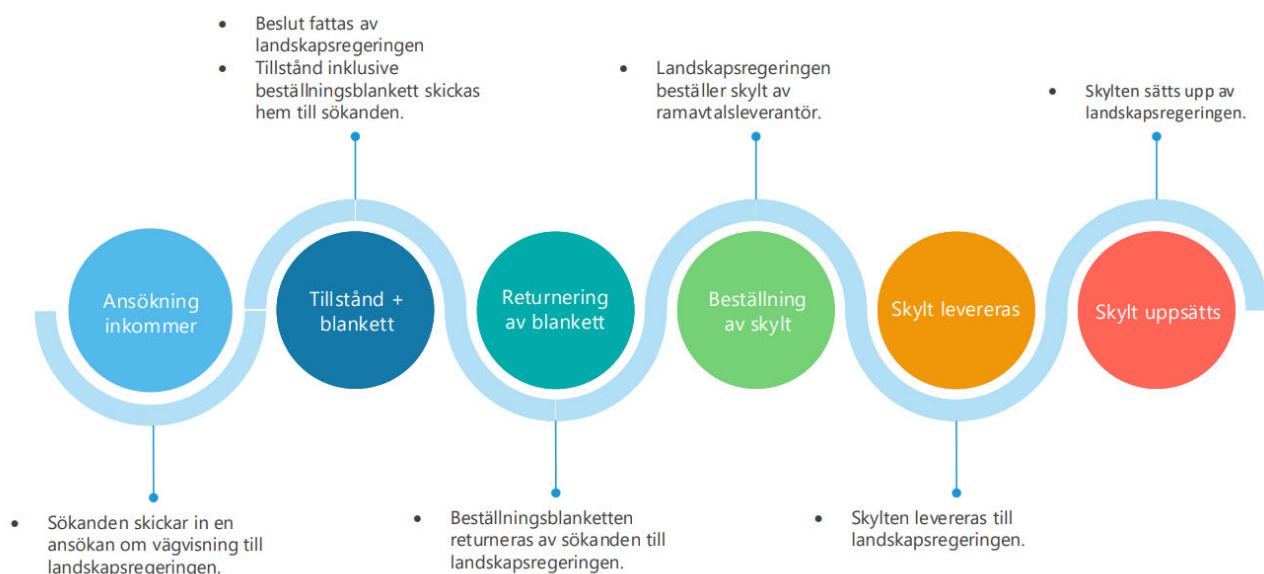 • Beslut fattas av
landskapsregeringen
• Tillstånd inklusive
beställningsblankett skickas
hem till sökanden.
• Landskapsregeringen
beställer skylt av
ramavtalsleverantör.
• Skylten sätts upp av
landskapsregeringen.
Ansökning
inkommer
Tillstånd +
blankett
Returnering
av blankett
Beställning
av skylt
Skylt levereras
Skylt uppsätts
• Sökanden skickar in en
ansökan om vägvisning till
landskapsregeringen.
• Beställningsblanketten
returneras av sökanden till
landskapsregeringen.
• Skylten levereras till
landskapsregeringen.